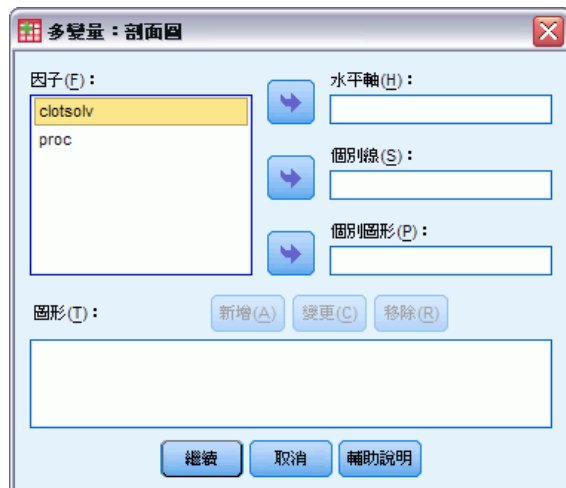 多變量：剖面圖
因子(F)：
clotsolv
proc
水平軸(H)：
個別線(S)：
個別圖形(P)：
圖形(T)：
新增(A) 變更(C) 移除(R)
繼續 取消 輔助說明